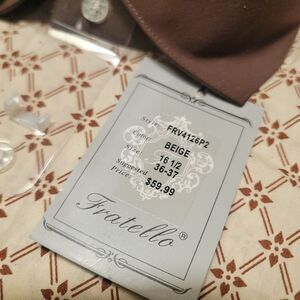 Style: FRV4126P2
Color: BEIGE
Size: 16 1/2
36-37
Suggested
Price: $59.99
Fratello®